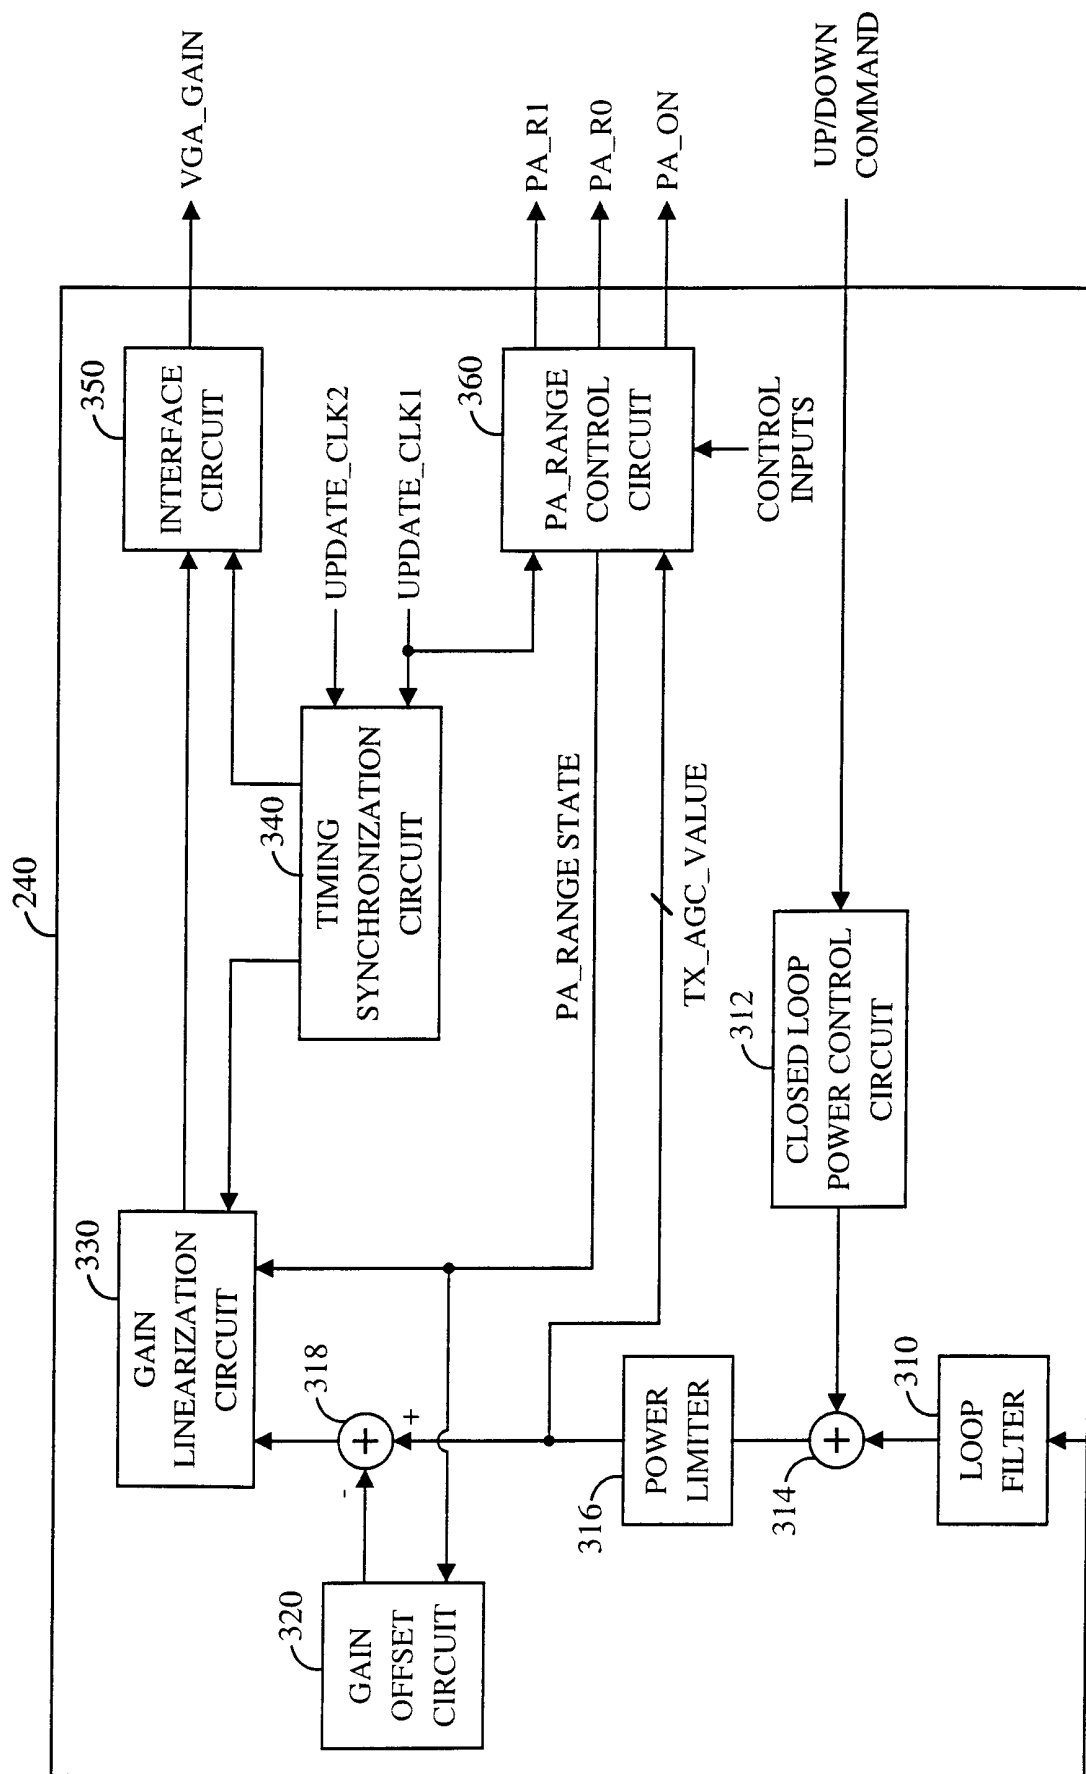 240
320
GAIN
OFFSET
CIRCUIT
330
GAIN
LINEARIZATION
CIRCUIT
350
INTERFACE
CIRCUIT
VGA_GAIN
-
+
318
+
340
TIMING
SYNCHRONIZATION
CIRCUIT
UPDATE_CLK2
UPDATE_CLK1
316
POWER
LIMITER
PA_RANGE STATE
TX_AGC_VALUE
360
PA_RANGE
CONTROL
CIRCUIT
PA_R1
PA_R0
PA_ON
CONTROL
INPUTS
314
+
312
CLOSED LOOP
POWER CONTROL
CIRCUIT
UP/DOWN
COMMAND
310
LOOP
FILTER